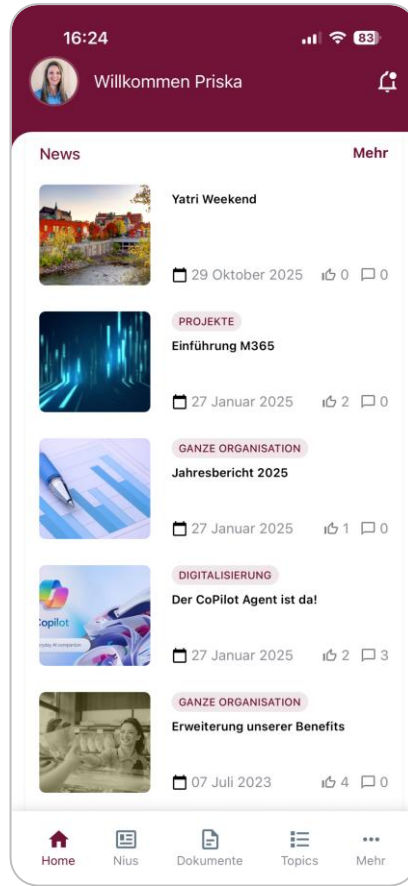 16:24
83
Willkommen Priska
News
Mehr
Yatri Weekend
29 Oktober 2025
0
0
PROJEKTE
Einführung M365
27 Januar 2025
2
0
GANZE ORGANISATION
Jahresbericht 2025
27 Januar 2025
1
0
Copilot
DIGITALISIERUNG
Der CoPilot Agent ist da!
27 Januar 2025
2
3
GANZE ORGANISATION
Erweiterung unserer Benefits
07 Juli 2023
4
0
Home
Nius
Dokumente
Topics
Mehr